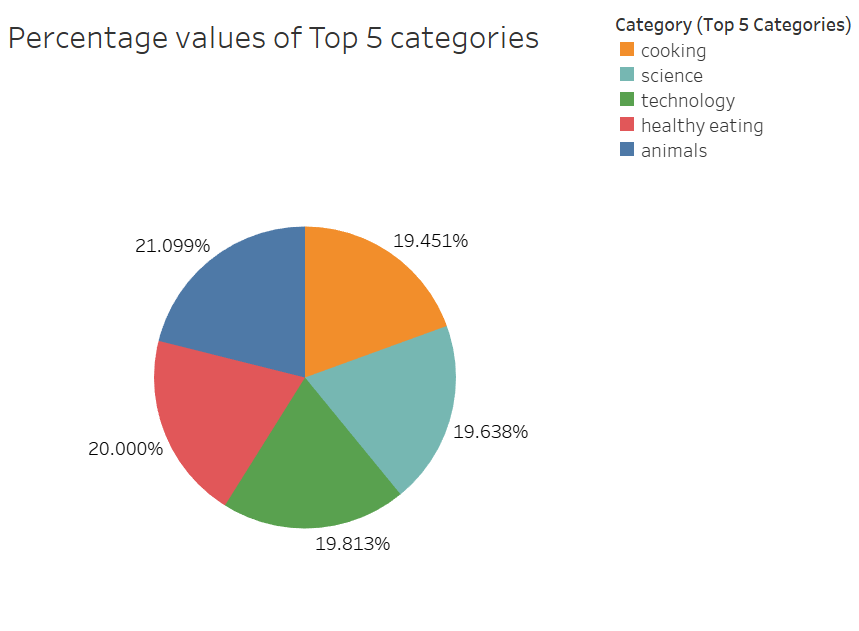 Percentage values of Top 5 categories
Category (Top 5 Categories)
cooking
science
technology
healthy eating
animals
21.099%
19.451%
19.638%
20.000%
19.813%